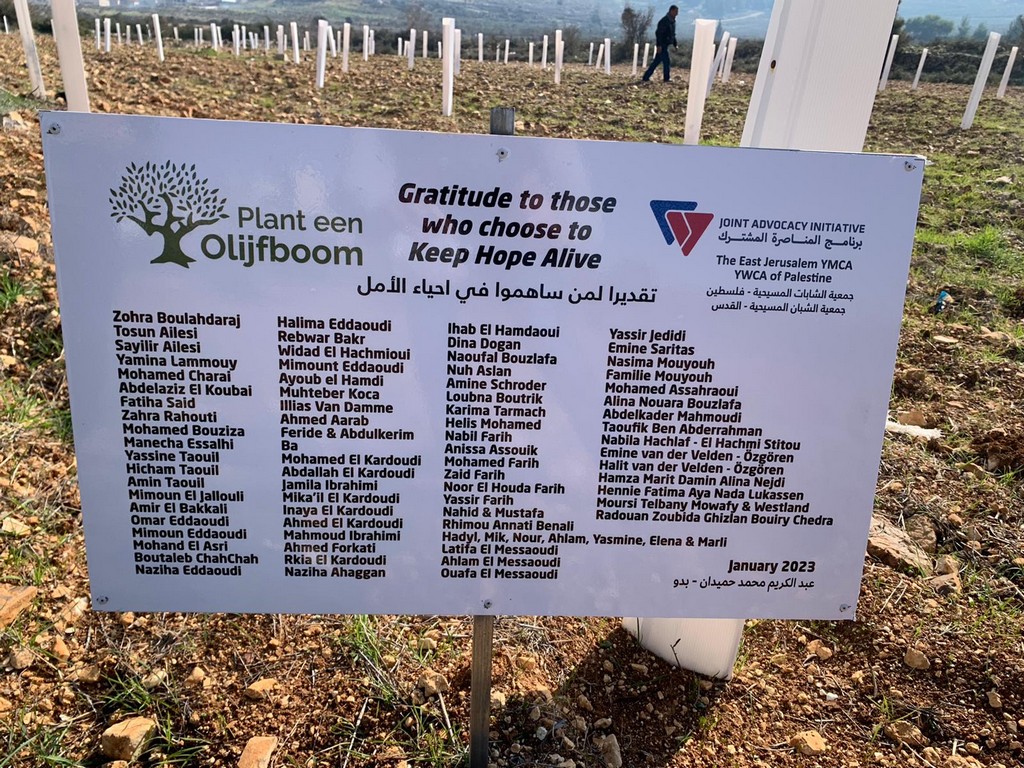 Plant een
Olijfboom
Gratitude to those
who choose to
Keep Hope Alive
تقديرا لمن ساهموا في احياء الأمل
JOINT ADVOCACY INITIATIVE
برنامج المناصرة المشترك
The East Jerusalem YMCA
YWCA of Palestine
جمعية الشابات المسيحية - فلسطين
جمعية الشبان المسيحية - القدس
Zohra Boulahdaraj
Tosun Ailesi
Sayilir Ailesi
Yamina Lammouy
Mohamed Charai
Abdelaziz El Koubai
Fatiha Said
Zahra Rahouti
Mohamed Bouziza
Manecha Essalhi
Yassine Taouil
Hicham Taouil
Amin Taouil
Mimoun El Jallouli
Amir El Bakkali
Omar Eddaoudi
Mimoun Eddaoudi
Mohand El Asri
Boutaleb ChahChah
Naziha Eddaoudi
Halima Eddaoudi
Rebwar Bakr
Widad El Hachmioui
Mimount Eddaoudi
Ayoub el Hamdi
Muhteber Koca
Illias Van Damme
Ahmed Aarab
Feride & Abdulkerim
Ba
Mohamed El Kardoudi
Abdallah El Kardoudi
Jamila Ibrahimi
Mika'il El Kardoudi
Inaya El Kardoudi
Ahmed El Kardoudi
Mahmoud Ibrahimi
Ahmed Forkati
Rkia El Kardoudi
Naziha Ahaggan
Ihab El Hamdaoui
Dina Dogan
Naoufal Bouzlafa
Nuh Aslan
Amine Schroder
Loubna Boutrik
Karima Tarmach
Helis Mohamed
Nabil Farih
Anissa Assouik
Mohamed Farih
Zaid Farih
Noor El Houda Farih
Yassir Farih
Nahid & Mustafa
Rhimou Annati Benali
Hadyl, Mik, Nour, Ahlam, Yasmine, Elena & Marli
Latifa El Messaoudi
Ahlam El Messaoudi
Ouafa El Messaoudi
Yassir Jedidi
Emine Saritas
Nasima Mouyouh
Familie Mouyouh
Mohamed Assahraoui
Alina Nouara Bouzlafa
Abdelkader Mahmoudi
Taoufik Ben Abderrahman
Nabila Hachlaf - El Hachmi Stitou
Emine van der Velden - Özgören
Halit van der Velden - Özgören
Hamza Marit Damin Alina Nejdi
Hennie Fatima Aya Nada Lukassen
Moursi Telbany Mowafy & Westland
Radouan Zoubida Ghizlan Bouiry Chedra
January 2023
عبد الكريم محمد حميدان - بدو